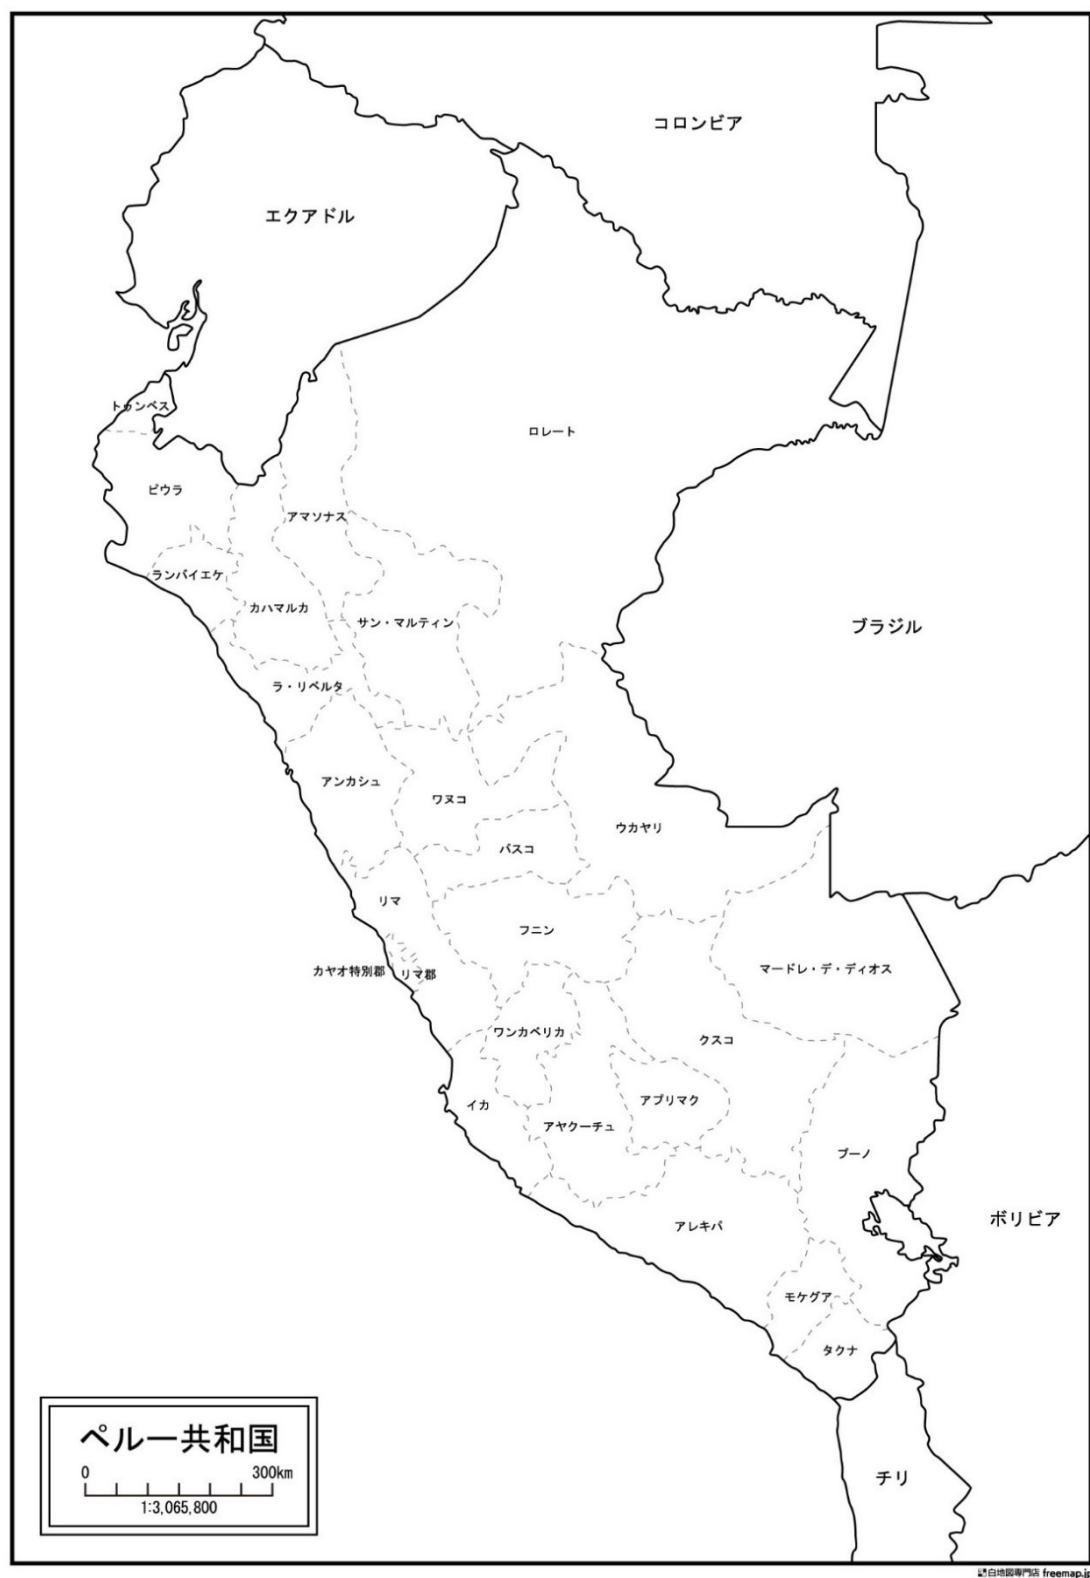 コロンビア
エクアドル
トゥンベス
ロレート
ピウラ
アマソナス
ランバイエケ
カハマルカ
サン・マルティン
ブラジル
ラ・リベルタ
アンカシュ
ワヌコ
ウカヤリ
パスコ
リマ
フニン
カヤオ特別郡
リマ郡
マードレ・デ・ディオス
ワンカベリカ
クスコ
イカ
アプリマク
アヤクーチュ
プーノ
アレキパ
ボリビア
モケグア
タクナ
ペルー共和国
0 300km
1:3,065,800
チリ
白地図専門店 freemap.jp